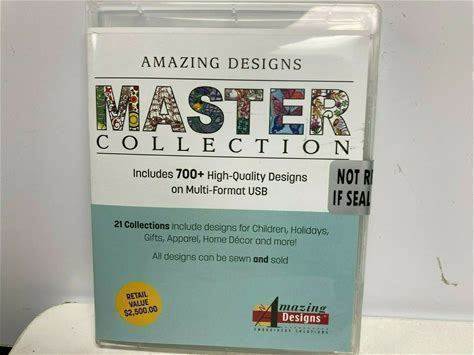 AMAZING DESIGNS
MASTER
COLLECTION
Includes 700+ High-Quality Designs
on Multi-Format USB
NOT R
IF SEAL
21 Collections include designs for Children, Holidays,
Gifts, Apparel, Home Décor and more!
All designs can be sewn and sold
RETAIL
VALUE
$2,500.00
Amazing
Designs
EMBROIDERY SOLUTIONS